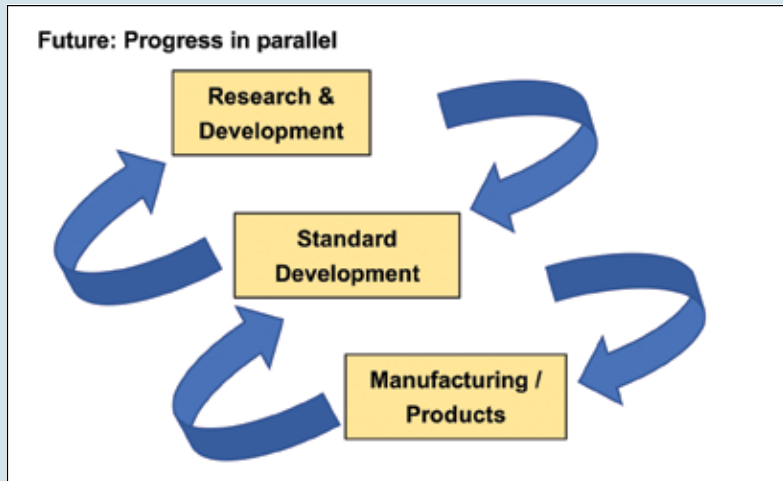 Future: Progress in parallel
Research &
Development
Standard
Development
Manufacturing /
Products